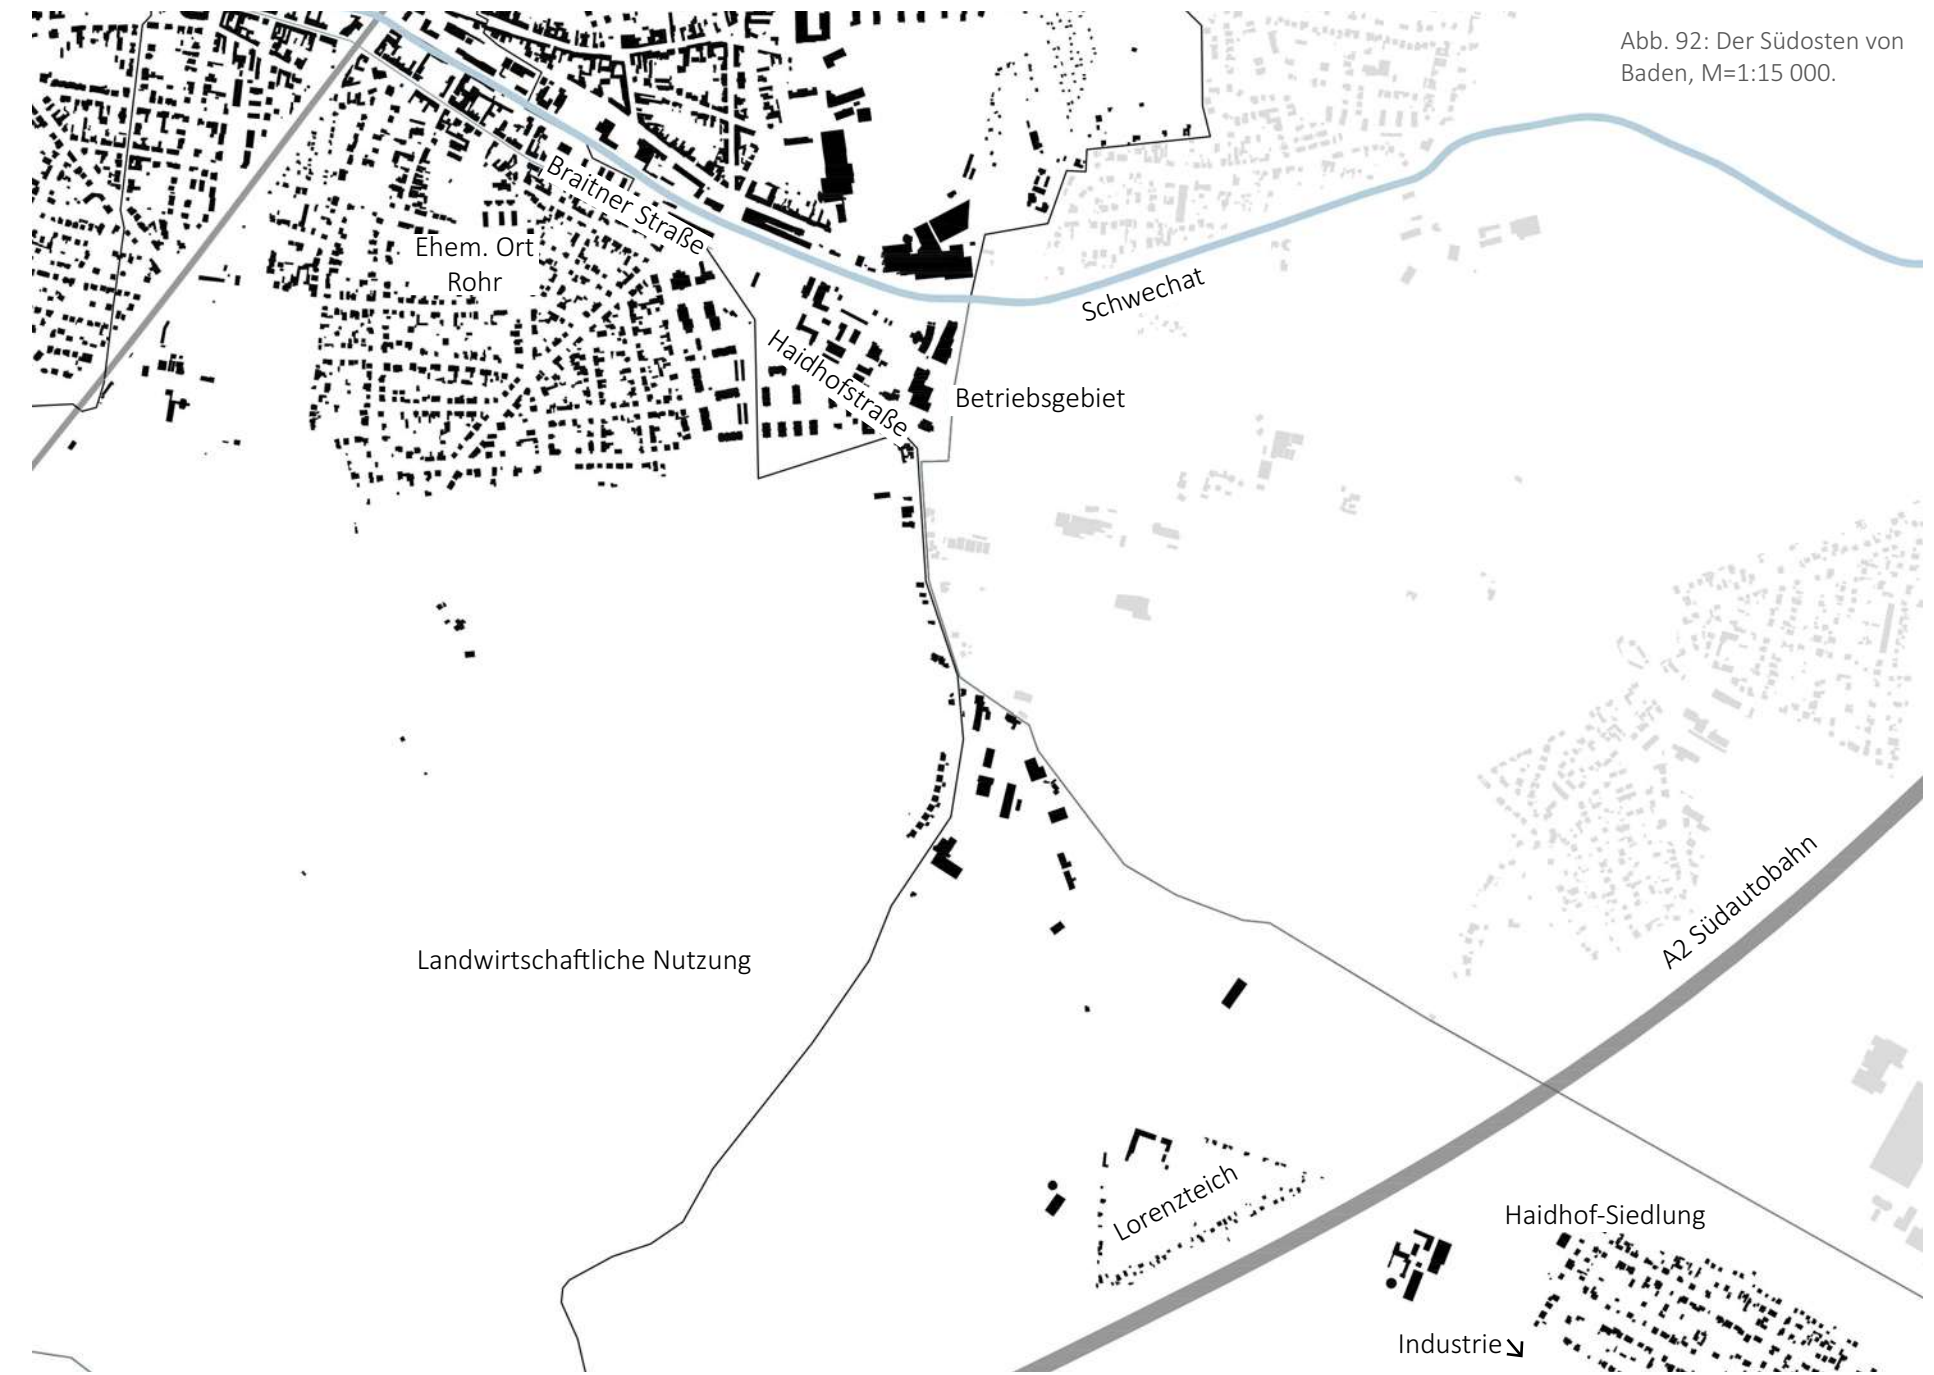 Abb. 92: Der Südosten von
Baden, M=1:15 000.
Braitner Straße
Ehem. Ort
Rohr
Schwechat
Haidhofstraße
Betriebsgebiet
A2 Südautobahn
Landwirtschaftliche Nutzung
Lorenzteich
Haidhof-Siedlung
Industrie